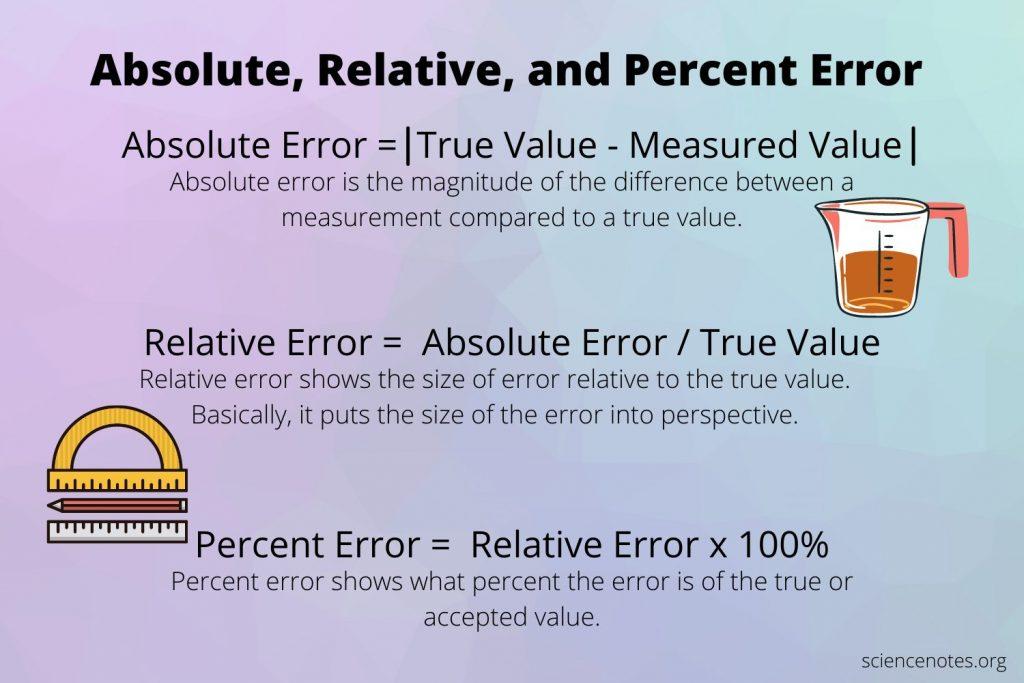 Absolute, Relative, and Percent Error
Absolute Error =|True Value - Measured Value|
Absolute error is the magnitude of the difference between a
measurement compared to a true value.
Relative Error = Absolute Error / True Value
Relative error shows the size of error relative to the true value.
Basically, it puts the size of the error into perspective.
Percent Error = Relative Error x 100%
Percent error shows what percent the error is of the true or
accepted value.
sciencenotes.org